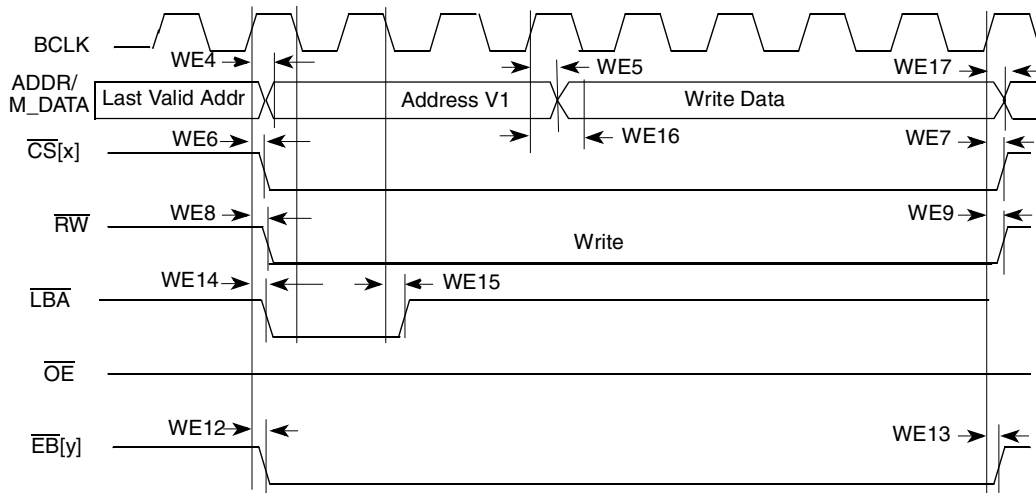 BCLK
WE4
WE5
WE17
ADDR/
M_DATA
Last Valid Addr
Address V1
Write Data
WE6
WE16
WE7
CS[x]
WE8
WE9
RW
Write
WE14
WE15
LBA
OE
WE12
WE13
EB[y]